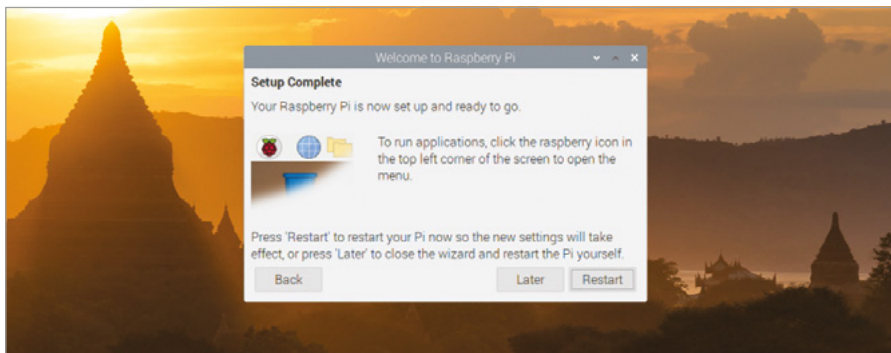 Welcome to Raspberry Pi
Setup Complete
Your Raspberry Pi is now set up and ready to go.
To run applications, click the raspberry icon in
the top left corner of the screen to open the
menu.
Press 'Restart' to restart your Pi now so the new settings will take
effect, or press 'Later' to close the wizard and restart the Pi yourself.
Back
Later
Restart